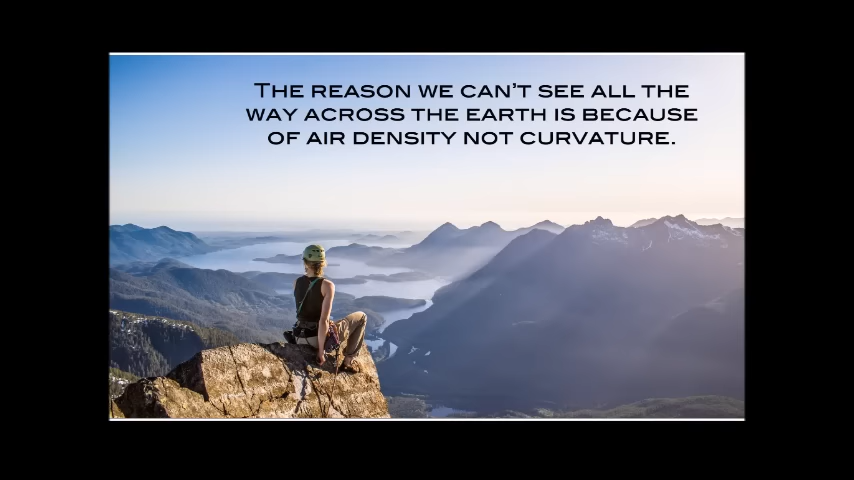 THE REASON WE CAN'T SEE ALL THE
WAY ACROSS THE EARTH IS BECAUSE
OF AIR DENSITY NOT CURVATURE.